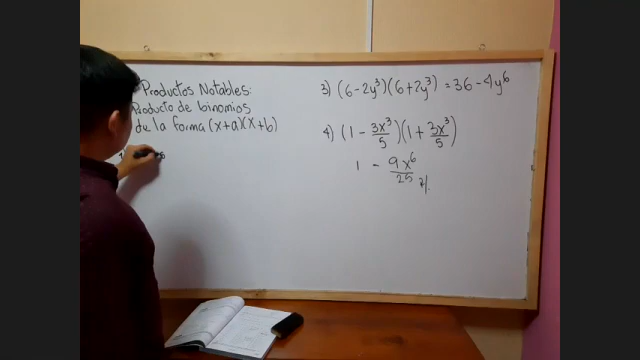 Productos Notables:
Producto de binomios
de la forma (x+a)(x+b)
3) (6-2y³)(6+2y³) = 36-4y⁶
4) (1 - 3x³/5)(1 + 3x³/5)
1 - 9x⁶/25